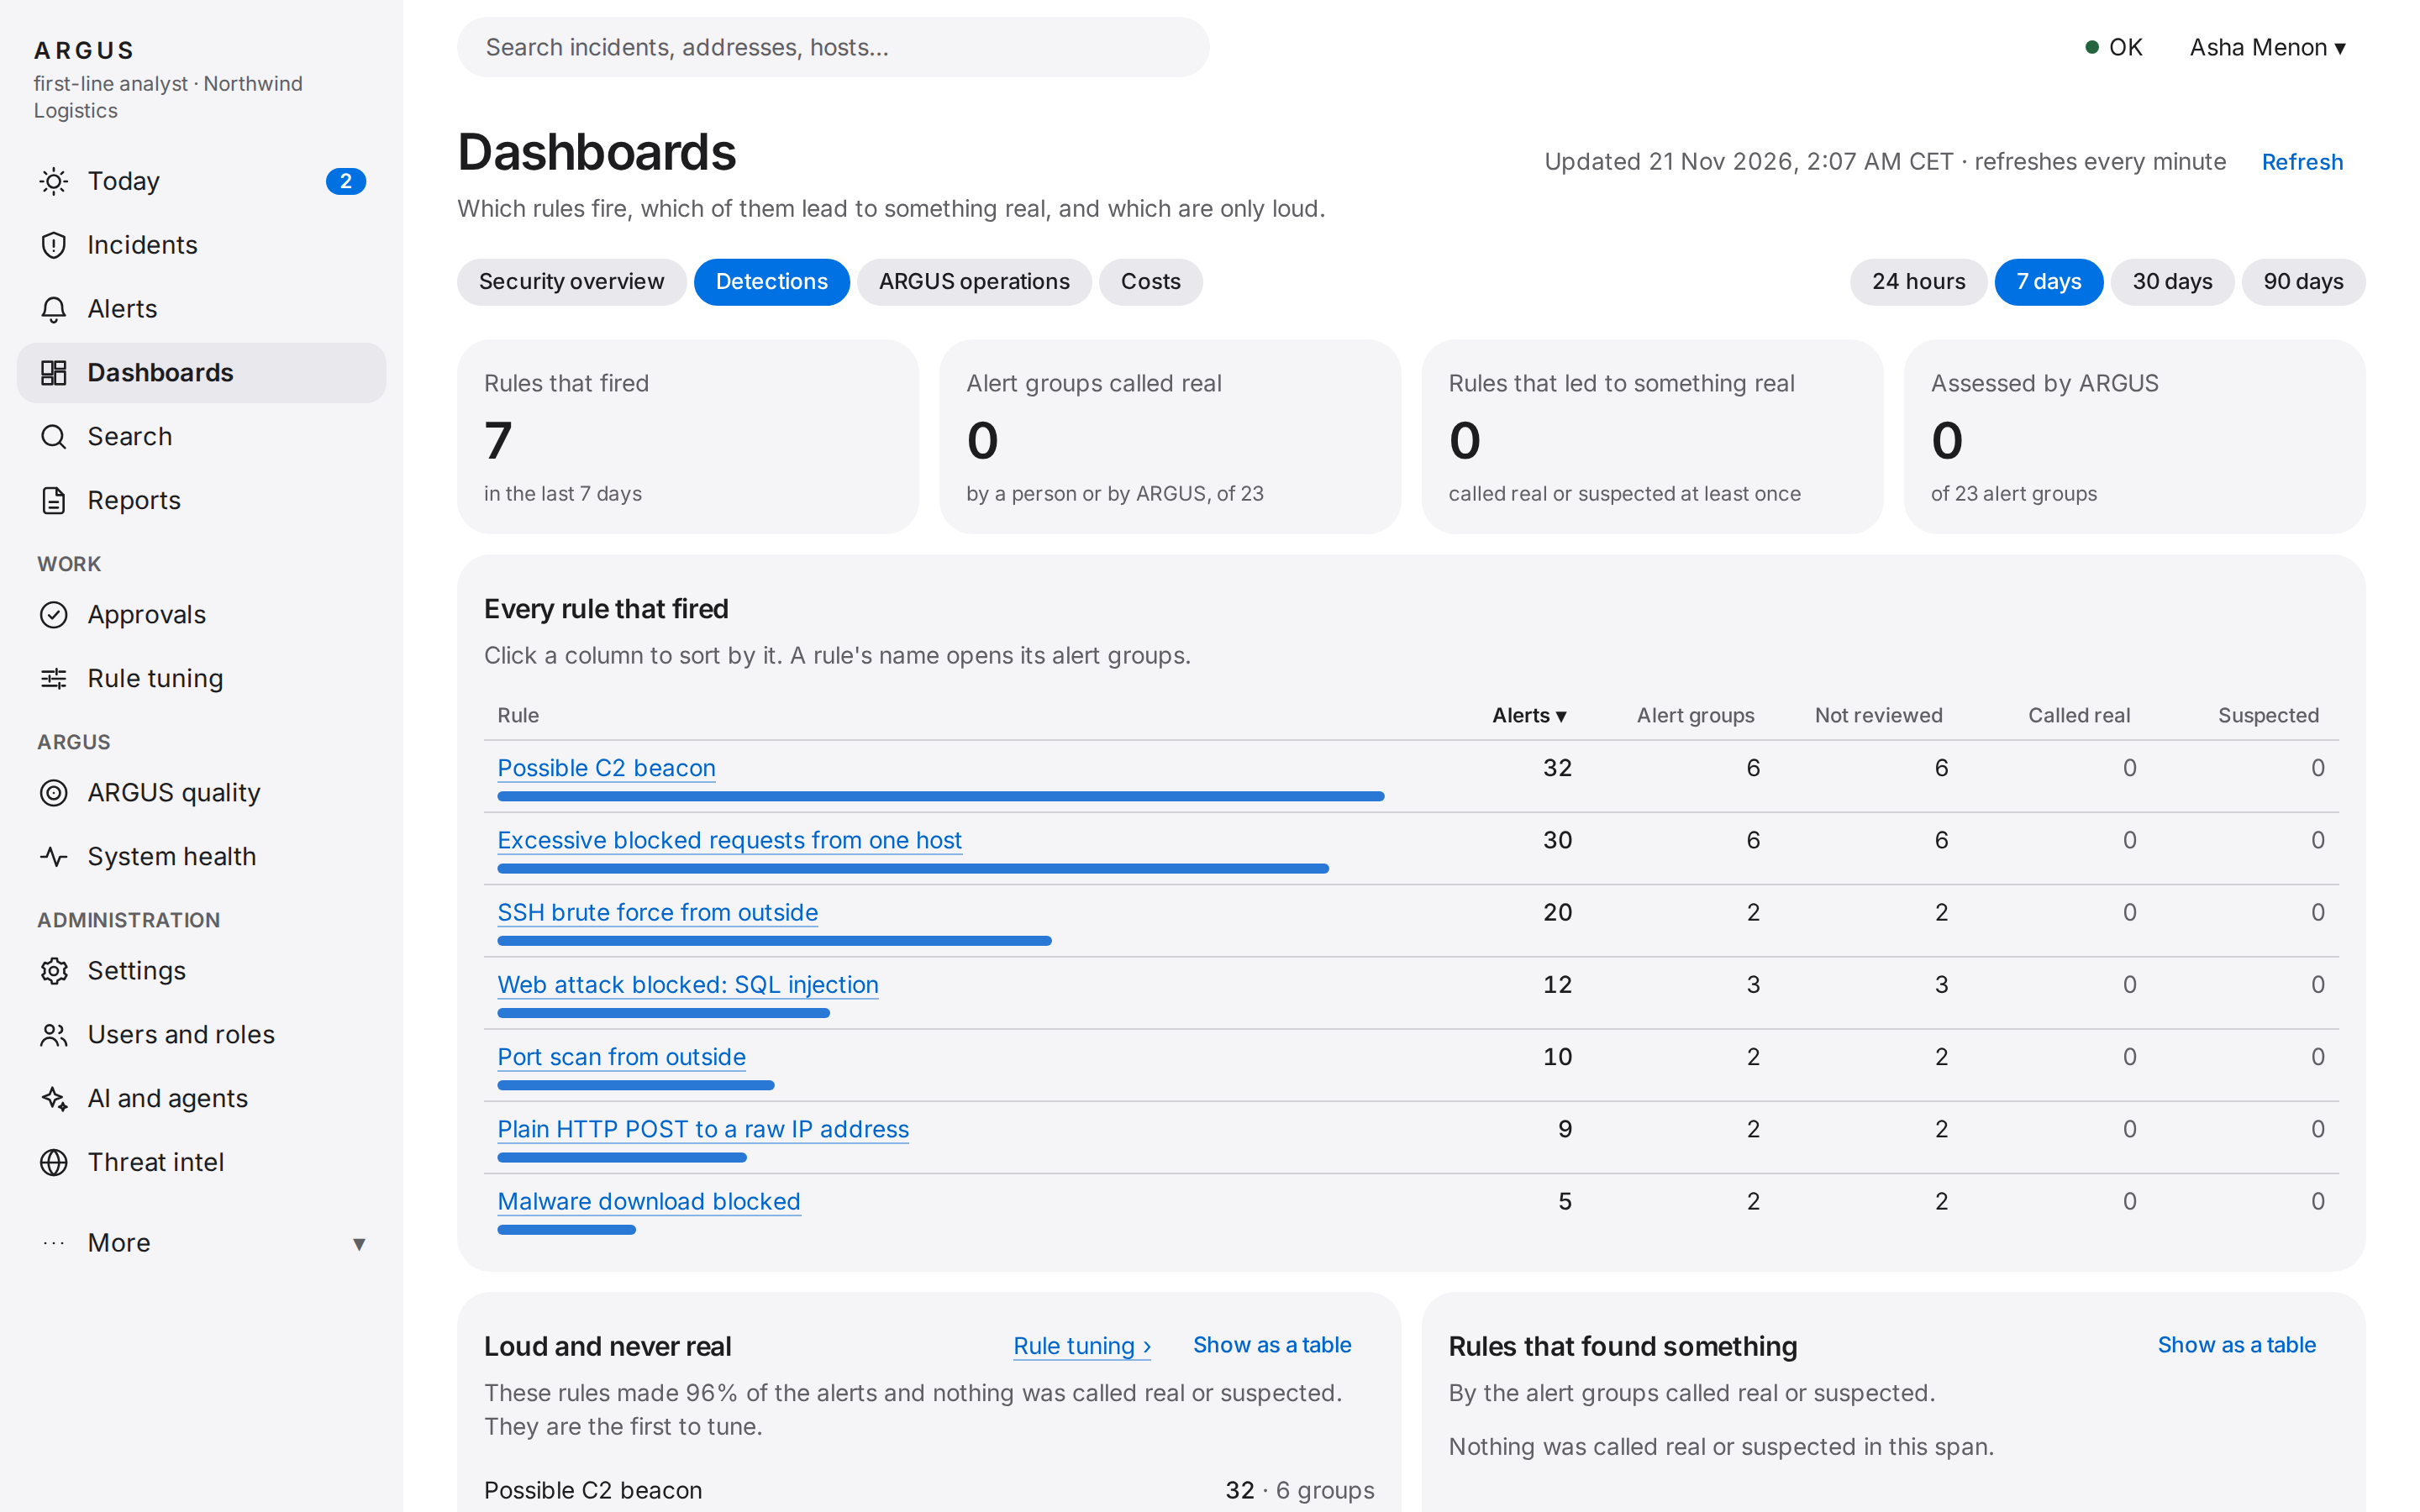 ARGUS
first-line analyst · Northwind
Logistics
Today 2
Incidents
Alerts
Dashboards
Search
Reports
WORK
Approvals
Rule tuning
ARGUS
ARGUS quality
System health
ADMINISTRATION
Settings
Users and roles
AI and agents
Threat intel
··· More ▾
Search incidents, addresses, hosts...
OK Asha Menon ▾
Dashboards
Updated 21 Nov 2026, 2:07 AM CET · refreshes every minute Refresh
Which rules fire, which of them lead to something real, and which are only loud.
Security overview Detections ARGUS operations Costs 24 hours 7 days 30 days 90 days
Rules that fired
7
in the last 7 days
Alert groups called real
0
by a person or by ARGUS, of 23
Rules that led to something real
0
called real or suspected at least once
Assessed by ARGUS
0
of 23 alert groups
Every rule that fired
Click a column to sort by it. A rule's name opens its alert groups.
Rule Alerts ▾ Alert groups Not reviewed Called real Suspected
Possible C2 beacon 32 6 6 0 0
Excessive blocked requests from one host 30 6 6 0 0
SSH brute force from outside 20 2 2 0 0
Web attack blocked: SQL injection 12 3 3 0 0
Port scan from outside 10 2 2 0 0
Plain HTTP POST to a raw IP address 9 2 2 0 0
Malware download blocked 5 2 2 0 0
Loud and never real Rule tuning › Show as a table
These rules made 96% of the alerts and nothing was called real or suspected.
They are the first to tune.
Possible C2 beacon 32 · 6 groups
Rules that found something Show as a table
By the alert groups called real or suspected.
Nothing was called real or suspected in this span.